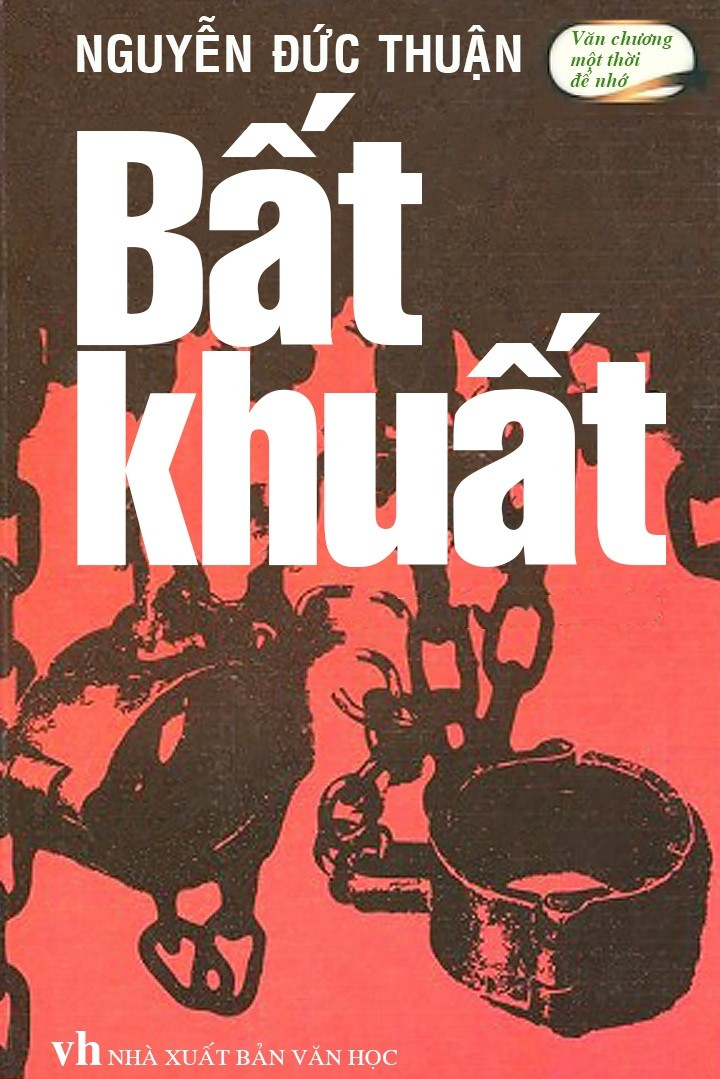 NGUYỄN ĐỨC THUẬN
Văn chương
một thời
để nhớ
Bất
khuất
vh NHÀ XUẤT BẢN VĂN HỌC